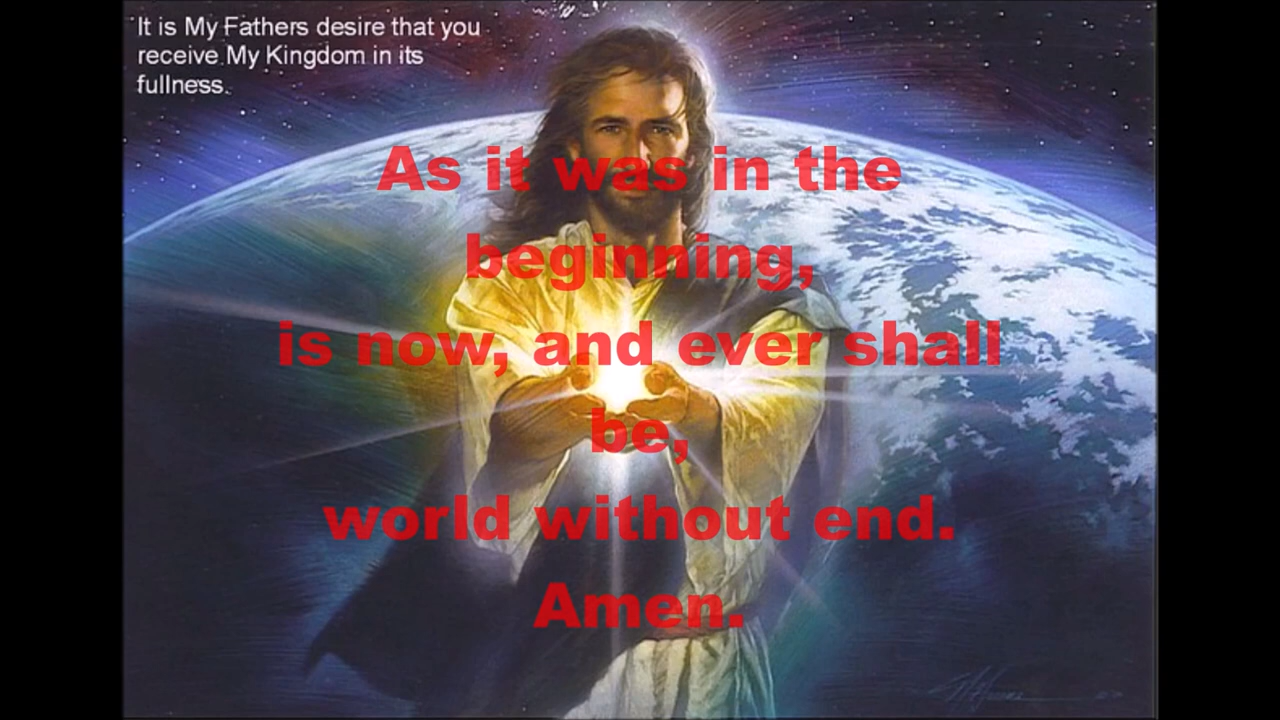 It is My Fathers desire that you
receive My Kingdom in its
fullness.
As it was in the
beginning,
is now, and ever shall
be,
world without end.
Amen.